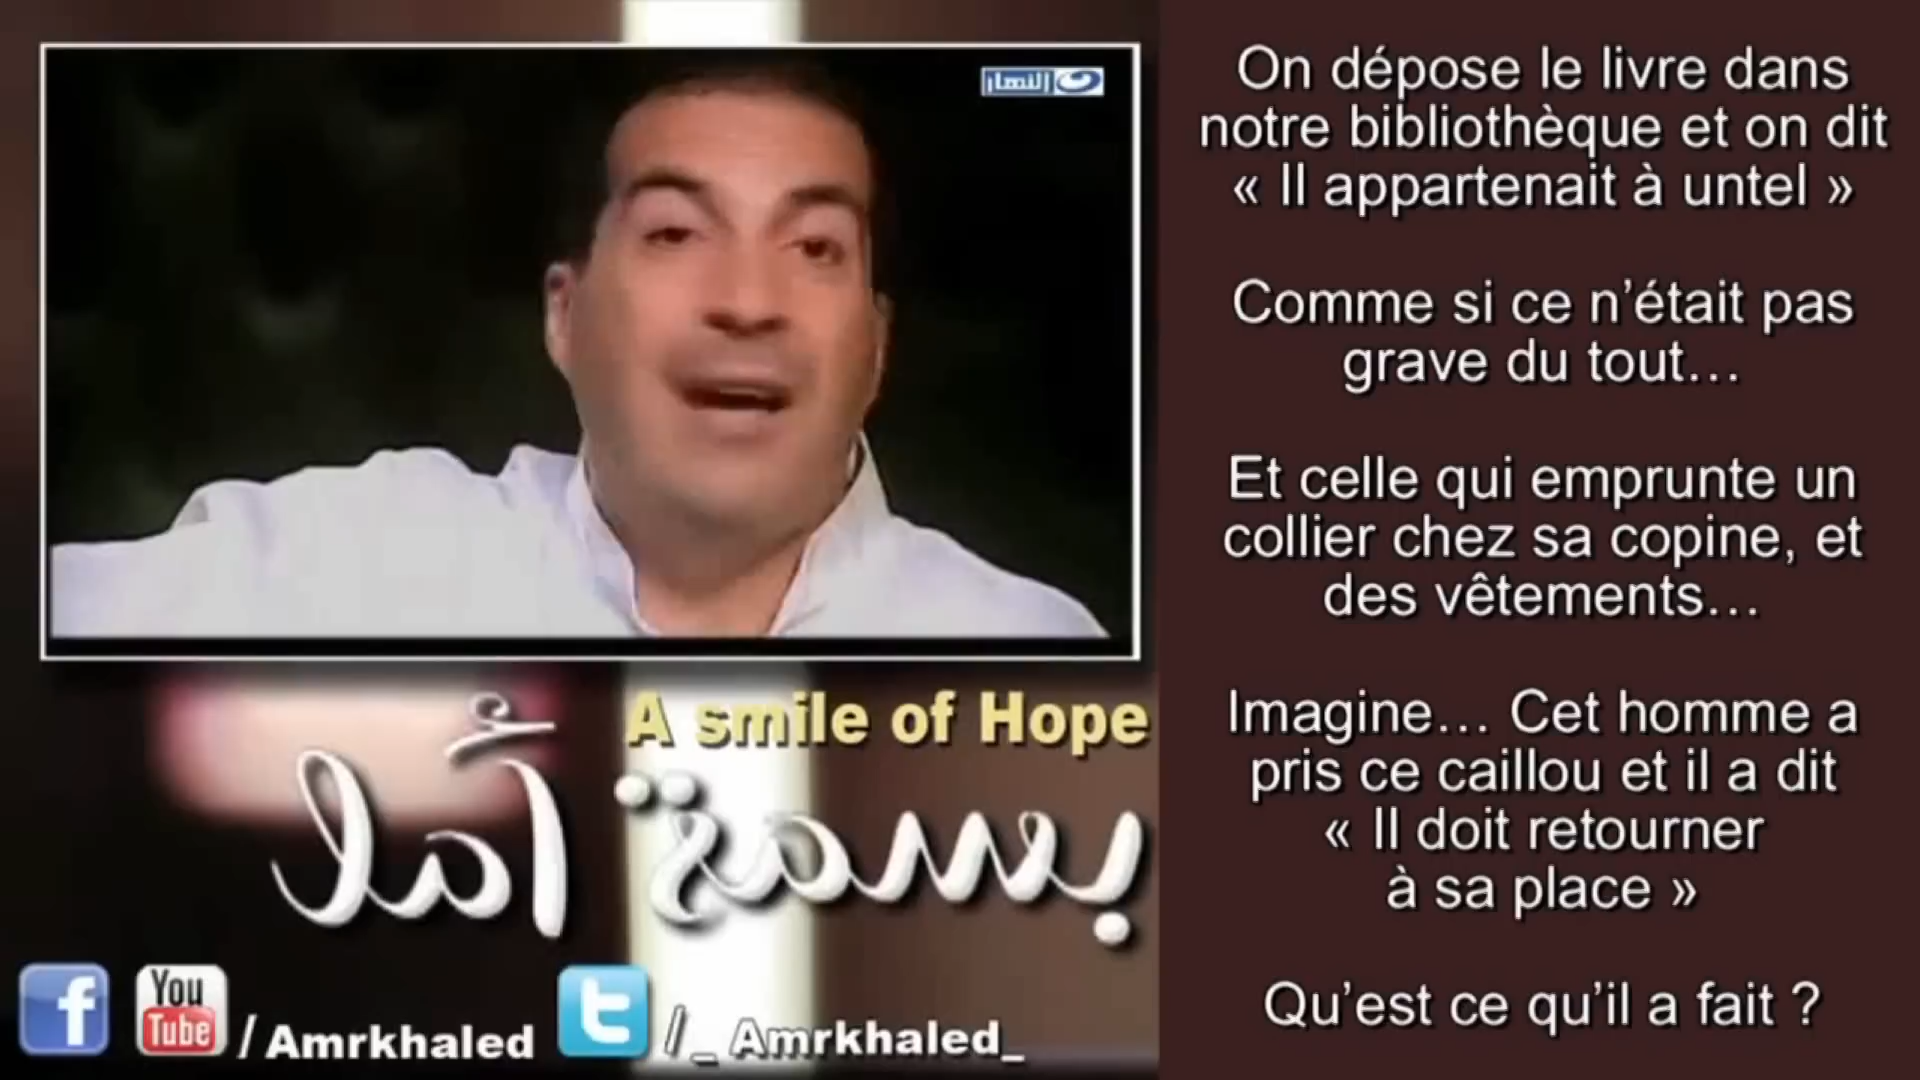 النهار
On dépose le livre dans
notre bibliothèque et on dit
« Il appartenait à untel »
Comme si ce n’était pas
grave du tout…
Et celle qui emprunte un
collier chez sa copine, et
des vêtements…
Imagine… Cet homme a
pris ce caillou et il a dit
« Il doit retourner
à sa place »
Qu’est ce qu’il a fait ?
A smile of Hope
بسمة أمل
f
You
Tube
/Amrkhaled
t
/_Amrkhaled_